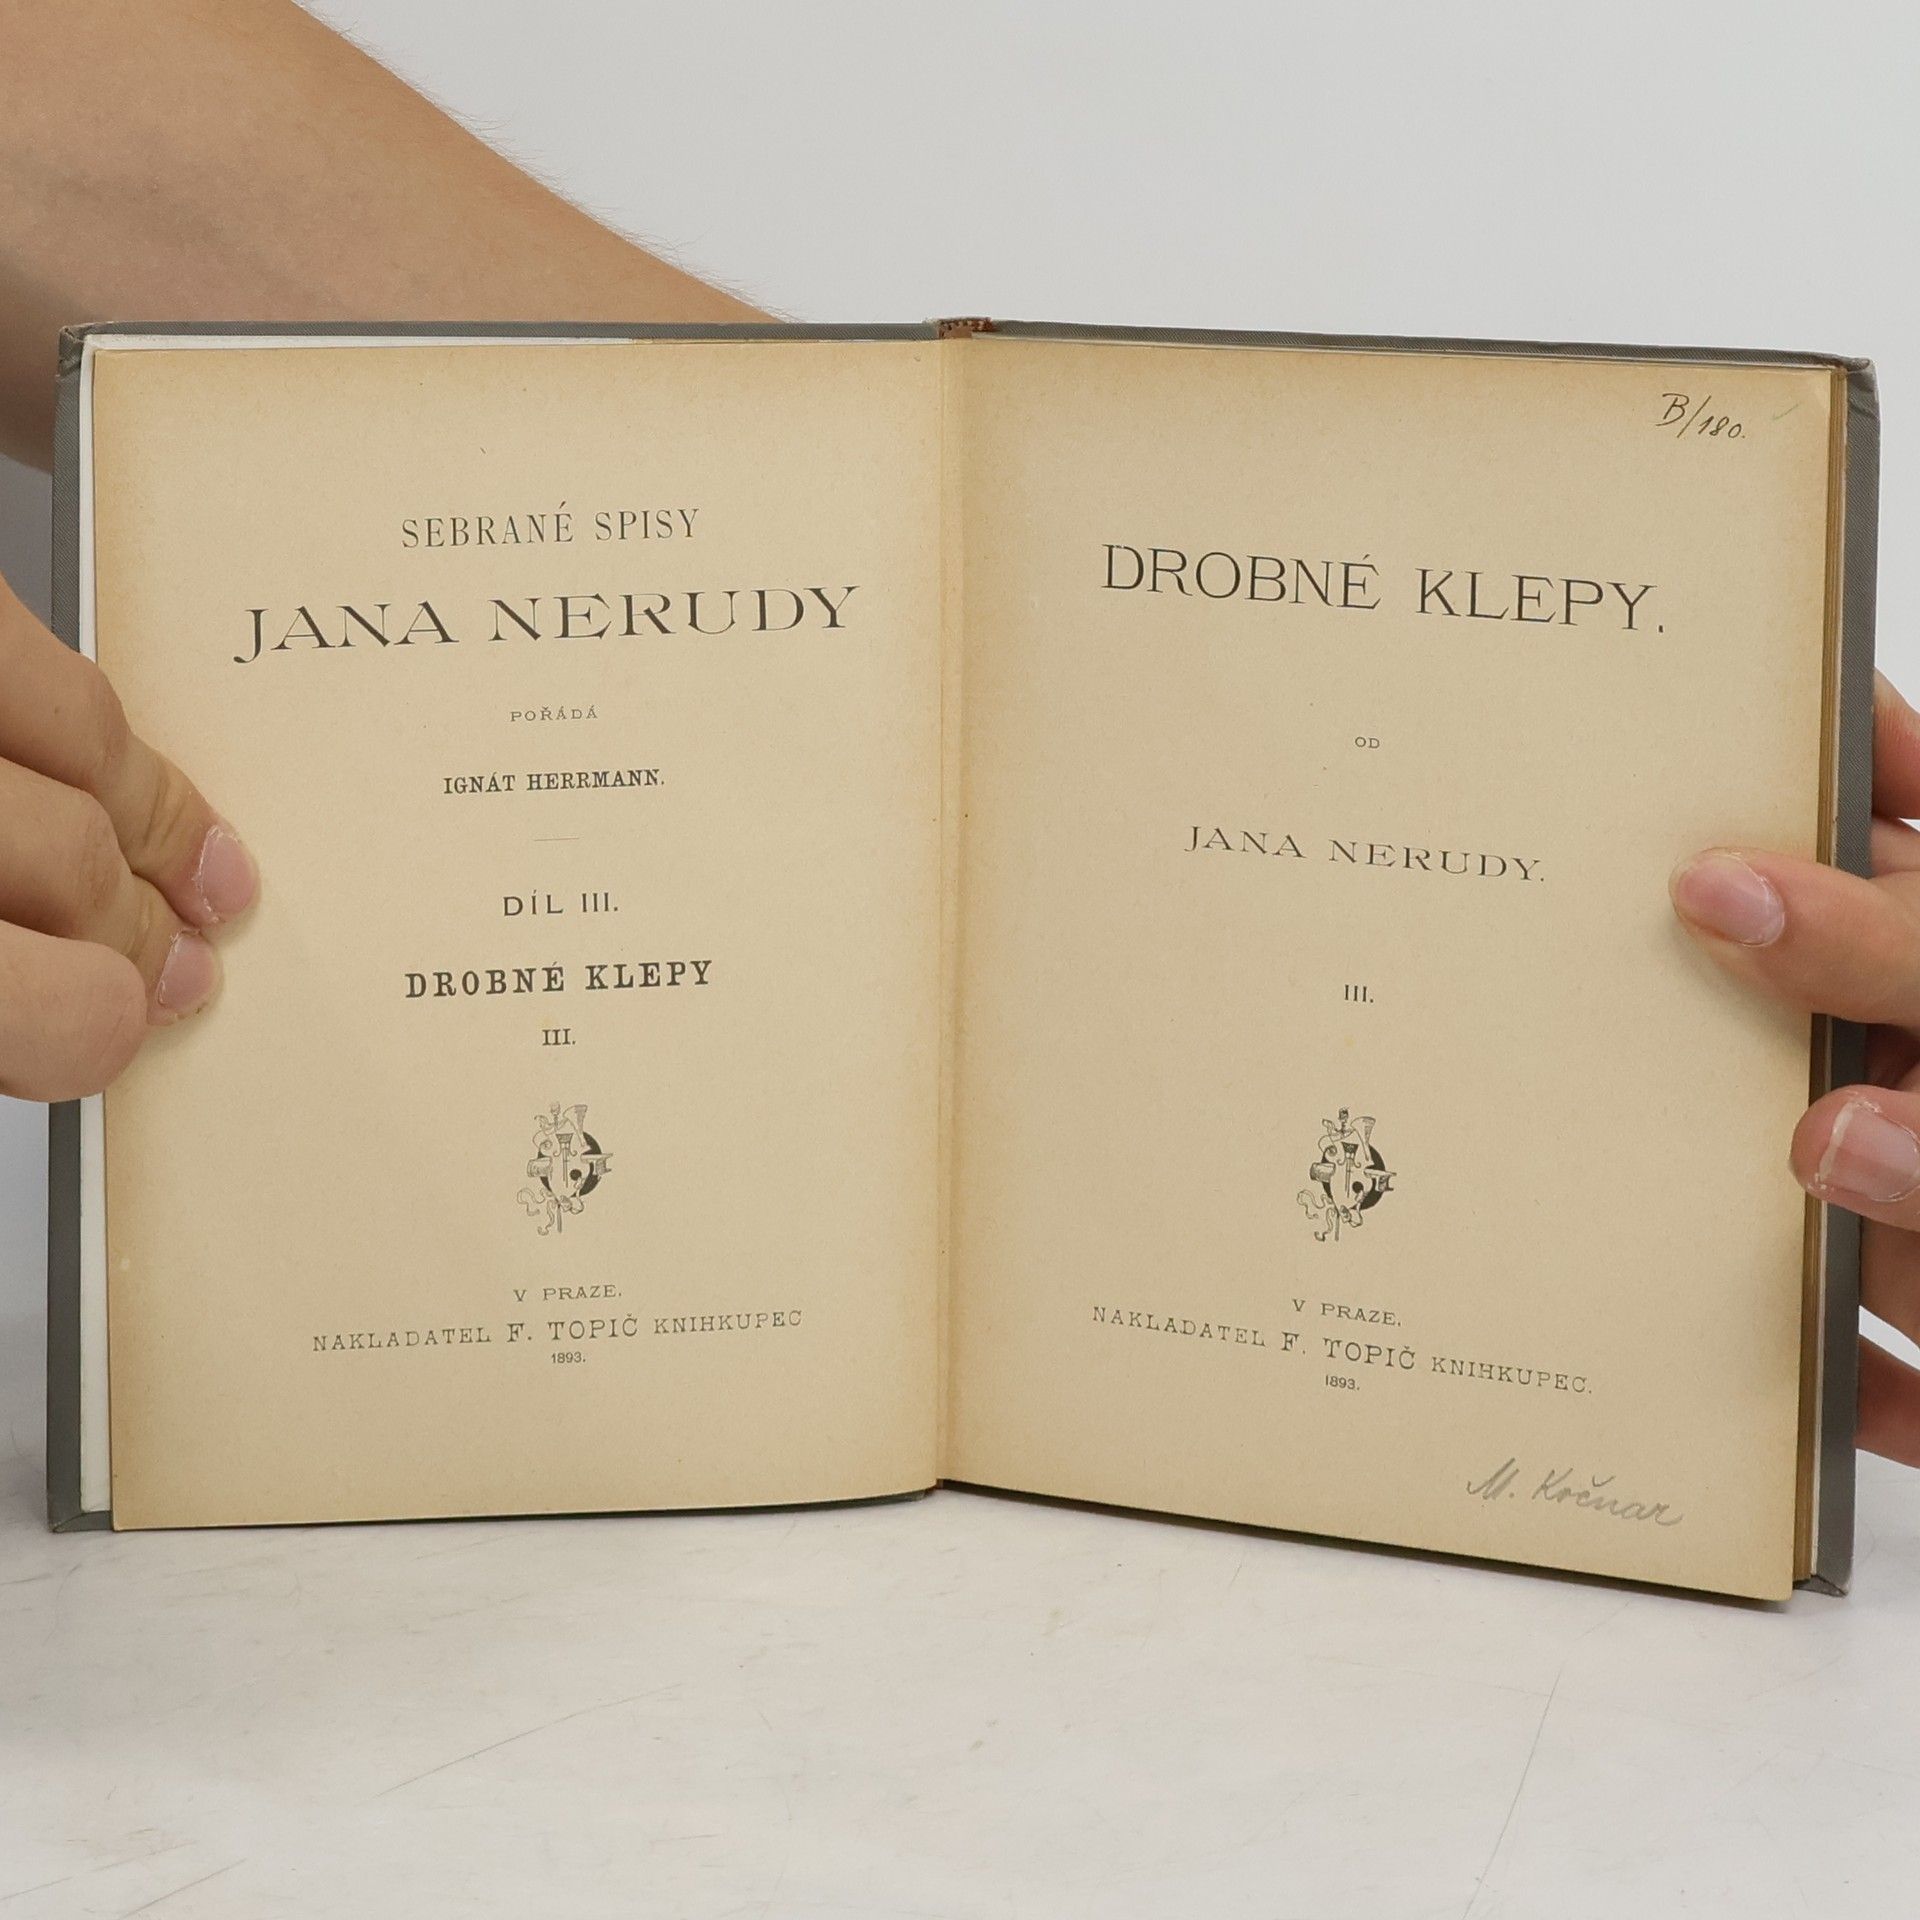 SEBRANÉ SPISY
JANA NERUDY
POŘÁDÁ
IGNÁT HERRMANN.
DÍL III.
DROBNÉ KLEPY
III.
V PRAZE.
NAKLADATEL F. TOPIČ KNIHKUPEC
1893.
B/180.
DROBNÉ KLEPY.
OD
JANA NERUDY.
III.
V PRAZE.
NAKLADATEL F. TOPIČ KNIHKUPEC.
1893.
M. Kočnar